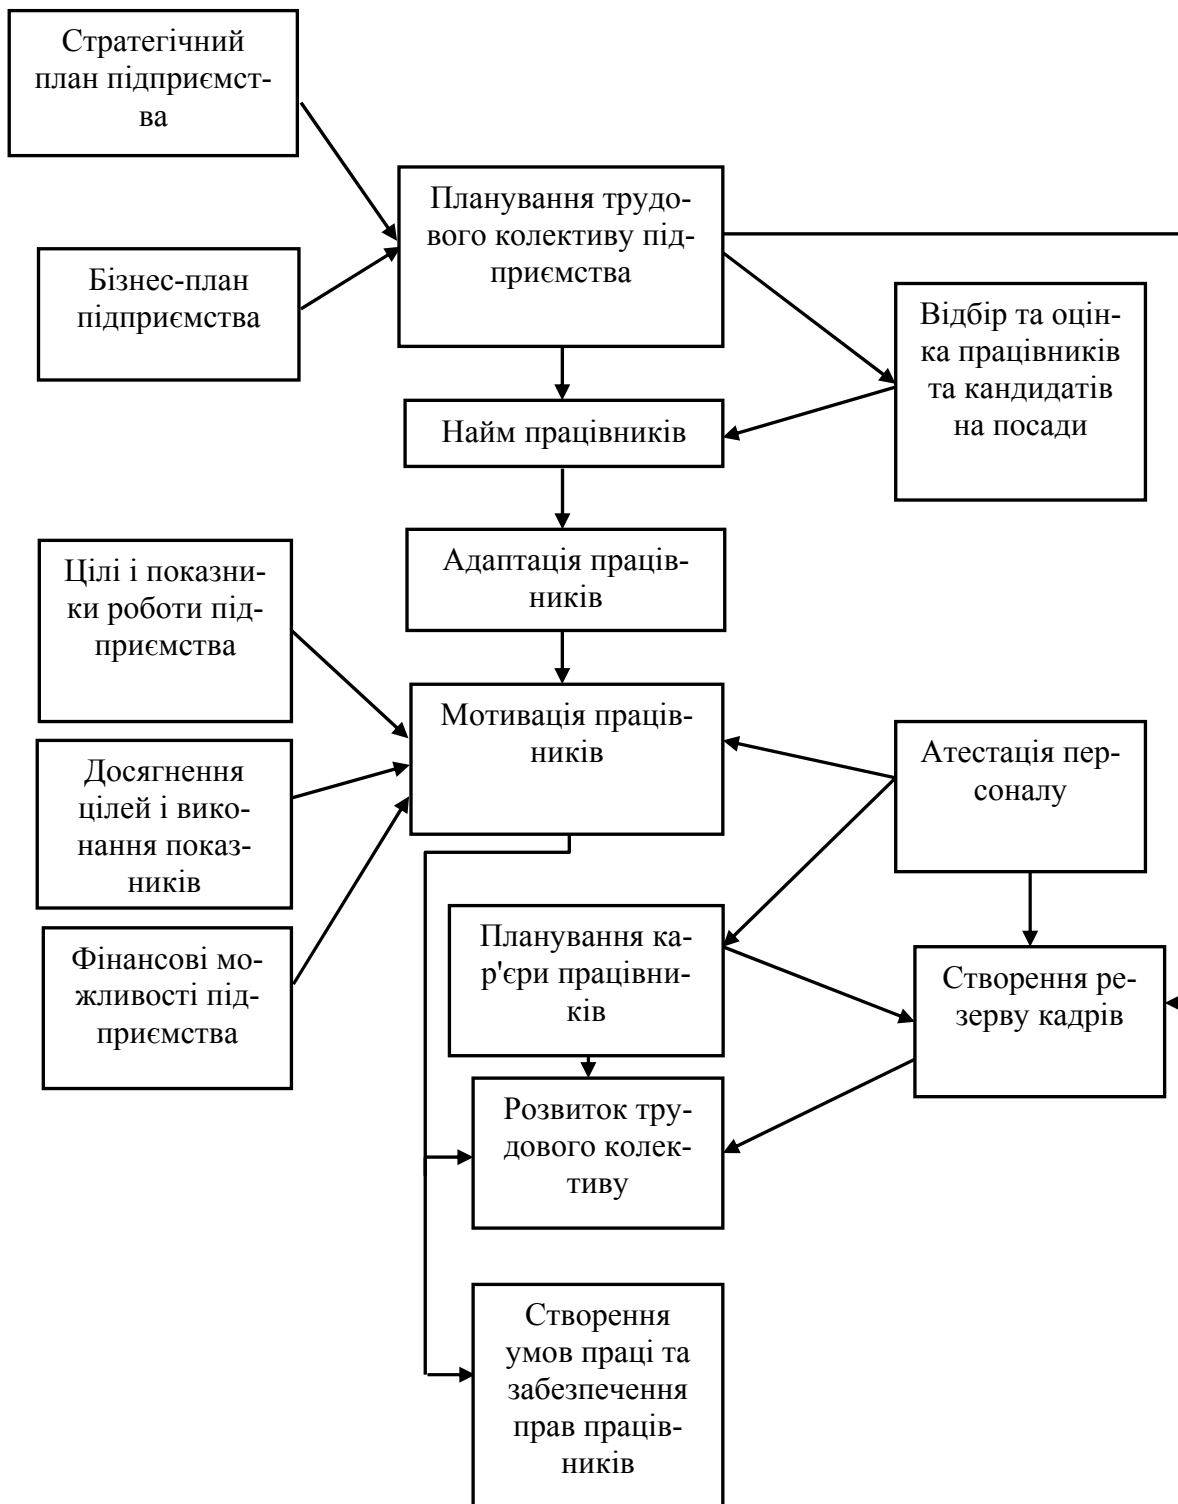 Стратегічний
план підприємст-
ва
Планування трудо-
вого колективу під-
приємства
Бізнес-план
підприємства
Відбір та оцін-
ка працівників
та кандидатів
на посади
Найм працівників
Адаптація праців-
ників
Цілі і показни-
ки роботи під-
приємства
Мотивація праців-
ників
Атестація пер-
соналу
Досягнення
цілей і вико-
нання показ-
ників
Планування ка-
р'єри працівни-
ків
Фінансові мо-
жливості під-
приємства
Створення ре-
зерву кадрів
Розвиток тру-
дового колек-
тиву
Створення
умов праці та
забезпечення
прав праців-
ників